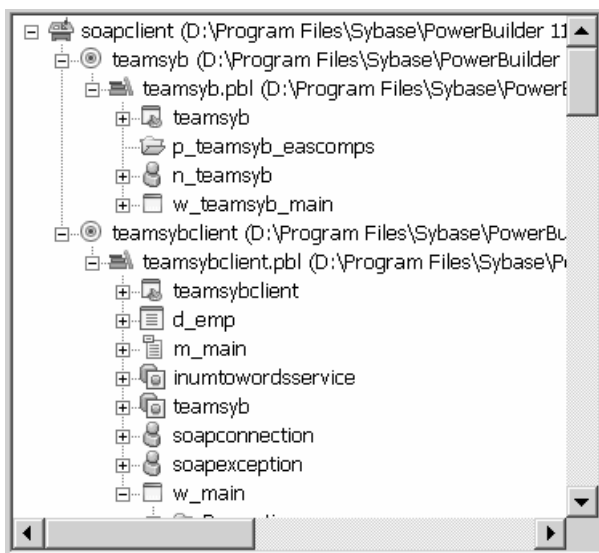 soapclient (D:\Program Files\Sybase\PowerBuilder 11
teamsyb (D:\Program Files\Sybase\PowerBuilder
teamsyb.pbl (D:\Program Files\Sybase\PowerB
teamsyb
p_teamsyb_eascomps
n_teamsyb
w_teamsyb_main
teamsybclient (D:\Program Files\Sybase\PowerBu
teamsybclient.pbl (D:\Program Files\Sybase\P
teamsybclient
d_emp
m_main
inumtowordsservice
teamsyb
soapconnection
soapexception
w_main